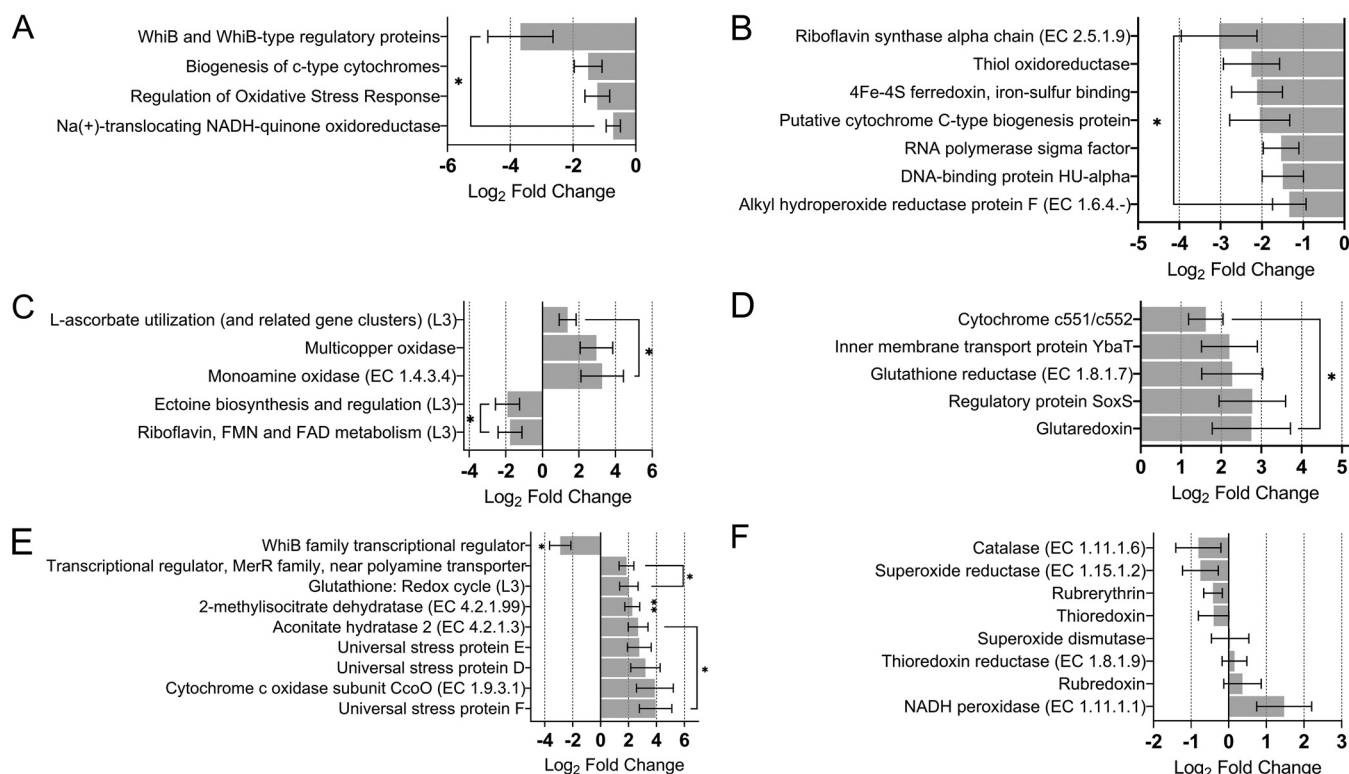 A
WhiB and WhiB-type regulatory proteins
Biogenesis of c-type cytochromes
Regulation of Oxidative Stress Response
Na(+)-translocating NADH-quinone oxidoreductase
*
-6 -4 -2 0
Log2 Fold Change
B
Riboflavin synthase alpha chain (EC 2.5.1.9)
Thiol oxidoreductase
4Fe-4S ferredoxin, iron-sulfur binding
Putative cytochrome C-type biogenesis protein
RNA polymerase sigma factor
DNA-binding protein HU-alpha
Alkyl hydroperoxide reductase protein F (EC 1.6.4.-)
*
-5 -4 -3 -2 -1 0
Log2 Fold Change
C
L-ascorbate utilization (and related gene clusters) (L3)
Multicopper oxidase
Monoamine oxidase (EC 1.4.3.4)
Ectoine biosynthesis and regulation (L3)
Riboflavin, FMN and FAD metabolism (L3)
*
*
-4 -2 0 2 4 6
Log2 Fold Change
D
Cytochrome c551/c552
Inner membrane transport protein YbaT
Glutathione reductase (EC 1.8.1.7)
Regulatory protein SoxS
Glutaredoxin
*
0 1 2 3 4 5
Log2 Fold Change
E
WhiB family transcriptional regulator
Transcriptional regulator, MerR family, near polyamine transporter
Glutathione: Redox cycle (L3)
2-methylisocitrate dehydratase (EC 4.2.1.99)
Aconitate hydratase 2 (EC 4.2.1.3)
Universal stress protein E
Universal stress protein D
Cytochrome c oxidase subunit CcoO (EC 1.9.3.1)
Universal stress protein F
*
*
**
*
-4 -2 0 2 4 6
Log2 Fold Change
F
Catalase (EC 1.11.1.6)
Superoxide reductase (EC 1.15.1.2)
Rubrerythrin
Thioredoxin
Superoxide dismutase
Thioredoxin reductase (EC 1.8.1.9)
Rubredoxin
NADH peroxidase (EC 1.11.1.1)
-2 -1 0 1 2 3
Log2 Fold Change